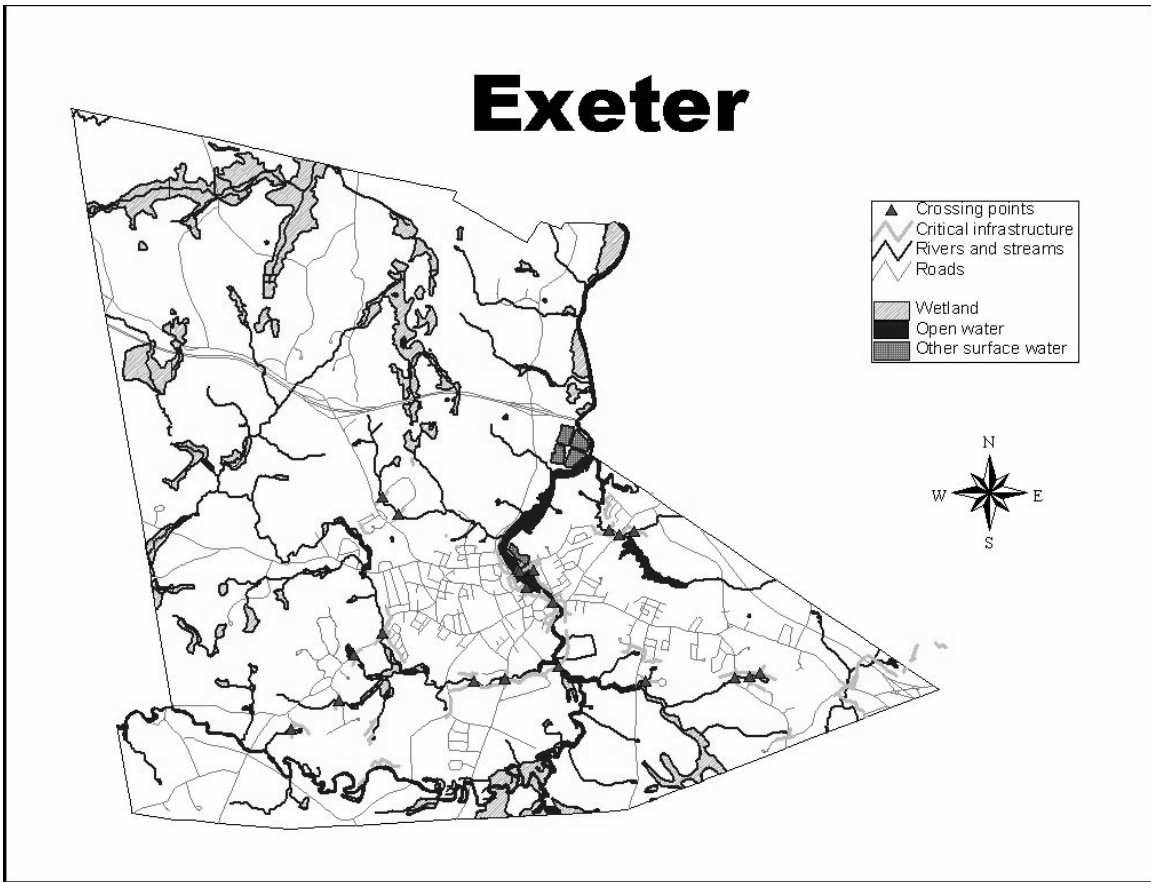 Exeter
Crossing points
Critical infrastructure
Rivers and streams
Roads
Wetland
Open water
Other surface water
N
W E
S